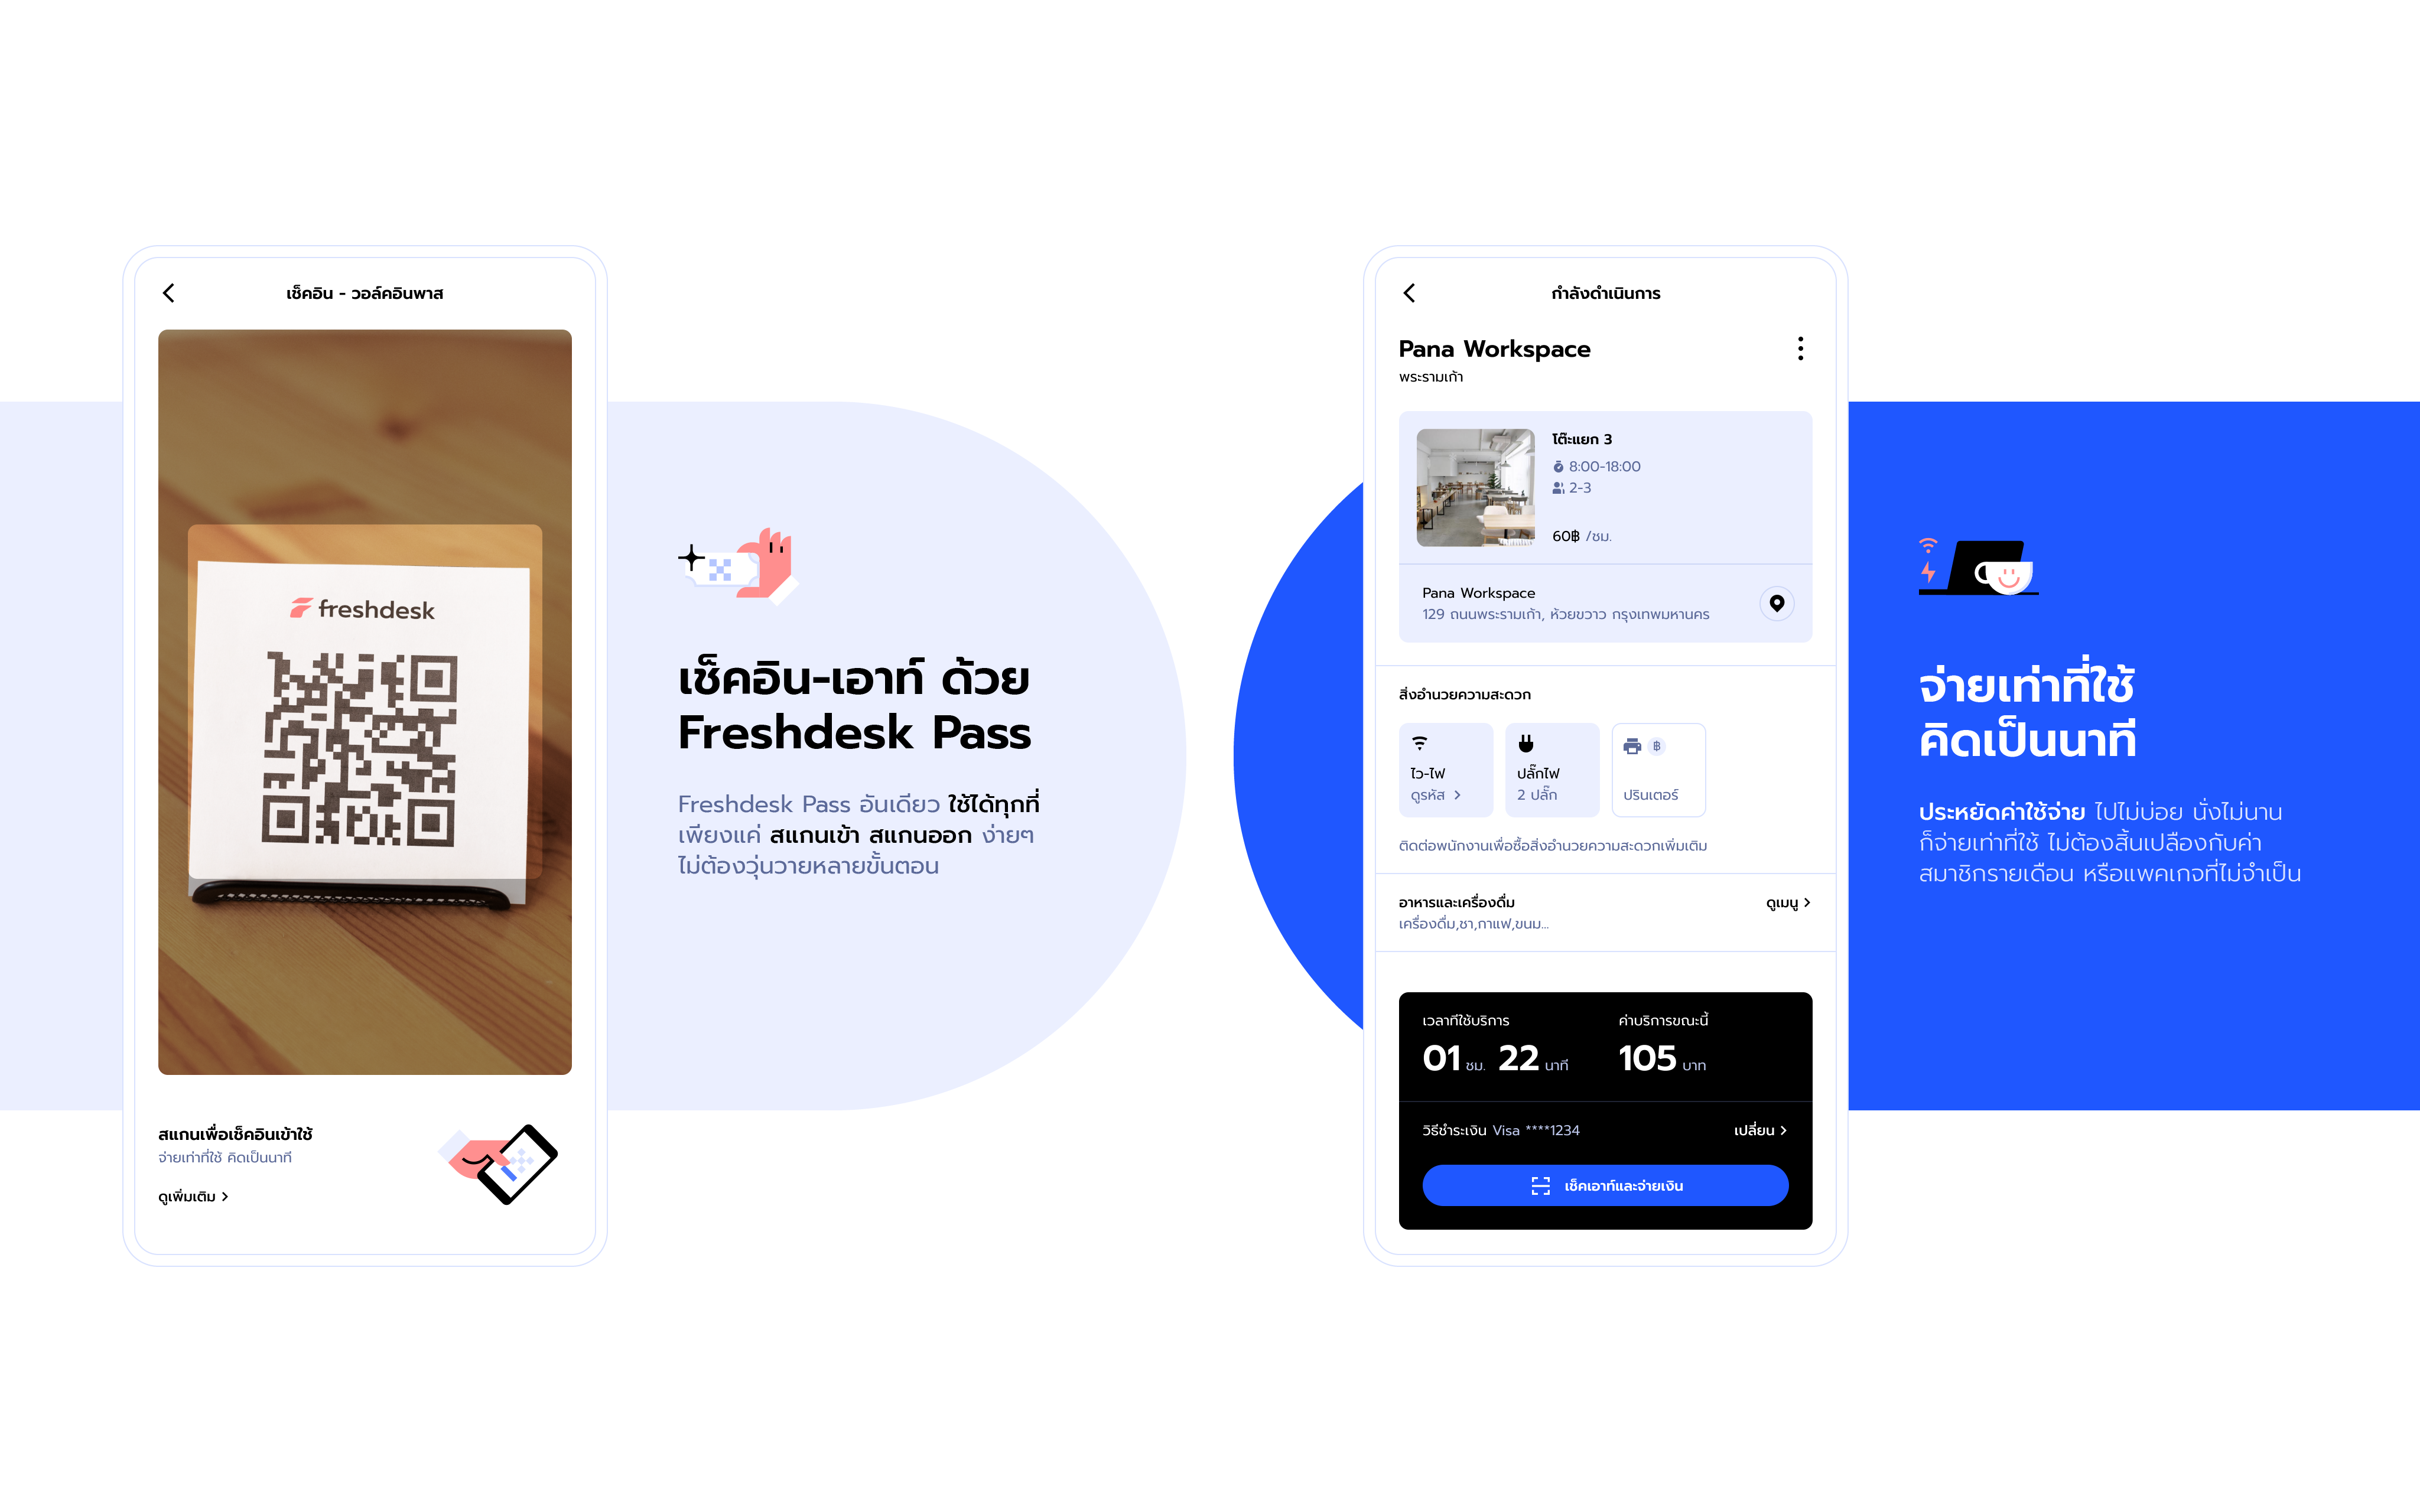 เช็คอิน - วอล์คอินพาส
freshdesk
สแกนเพื่อเช็คอินเข้าใช้
จ่ายเท่าที่ใช้ คิดเป็นนาที
ดูเพิ่มเติม
เช็คอิน-เอาท์ ด้วย
Freshdesk Pass
Freshdesk Pass อันเดียว ใช้ได้ทุกที่
เพียงแค่ สแกนเข้า สแกนออก ง่ายๆ
ไม่ต้องวุ่นวายหลายขั้นตอน
กำลังดำเนินการ
Pana Workspace
พระรามเก้า
โต๊ะแยก 3
8:00-18:00
2-3
60฿ /ชม.
Pana Workspace
129 ถนนพระรามเก้า, ห้วยขวาว กรุงเทพมหานคร
สิ่งอำนวยความสะดวก
ไว-ไฟ
ดูรหัส
ปลั๊กไฟ
2 ปลั๊ก
฿
ปรินเตอร์
ติดต่อพนักงานเพื่อซื้อสิ่งอำนวยความสะดวกเพิ่มเติม
อาหารและเครื่องดื่ม ดูเมนู
เครื่องดื่ม,ชา,กาแฟ,ขนม...
เวลาทีใช้บริการ ค่าบริการขณะนี้
01 ชม. 22 นาที 105 บาท
วิธีชำระเงิน Visa ****1234 เปลี่ยน
เช็คเอาท์และจ่ายเงิน
จ่ายเท่าที่ใช้
คิดเป็นนาที
ประหยัดค่าใช้จ่าย ไปไม่บ่อย นั่งไม่นาน
ก็จ่ายเท่าที่ใช้ ไม่ต้องสิ้นเปลืองกับค่า
สมาชิกรายเดือน หรือแพคเกจที่ไม่จำเป็น